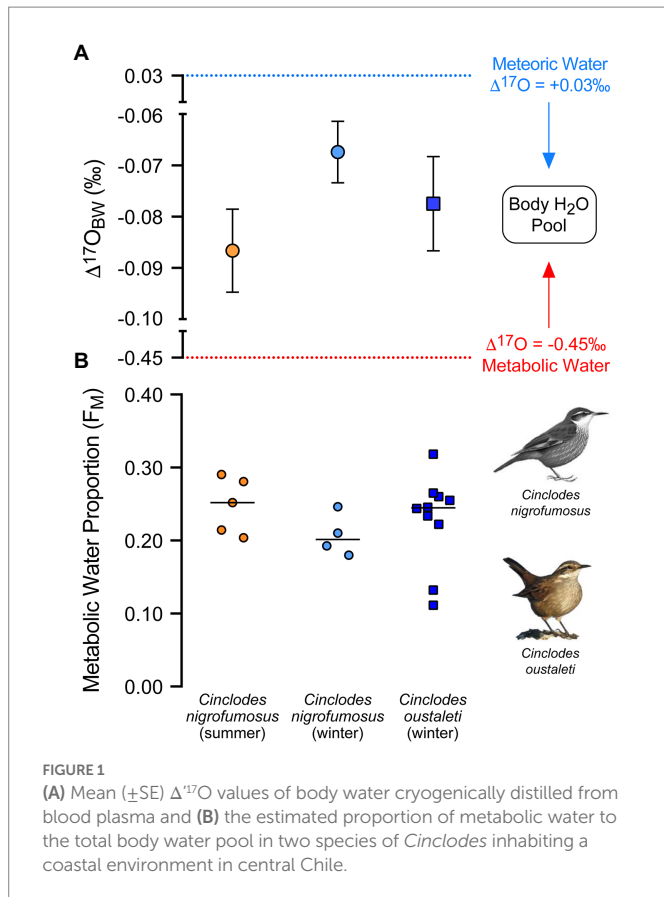 A
Δ17OBW (‰)
0.03
-0.06
-0.07
-0.08
-0.09
-0.10
-0.45
Meteoric Water
Δ17O = +0.03‰
Body H2O
Pool
Δ17O = -0.45‰
Metabolic Water
B
Metabolic Water Proportion (FM)
0.40
0.30
0.20
0.10
0.00
Cinclodes
nigrofumosus
Cinclodes
oustaleti
Cinclodes
nigrofumosus
(summer)
Cinclodes
nigrofumosus
(winter)
Cinclodes
oustaleti
(winter)
FIGURE 1
(A) Mean (±SE) Δ′17O values of body water cryogenically distilled from
blood plasma and (B) the estimated proportion of metabolic water to
the total body water pool in two species of Cinclodes inhabiting a
coastal environment in central Chile.